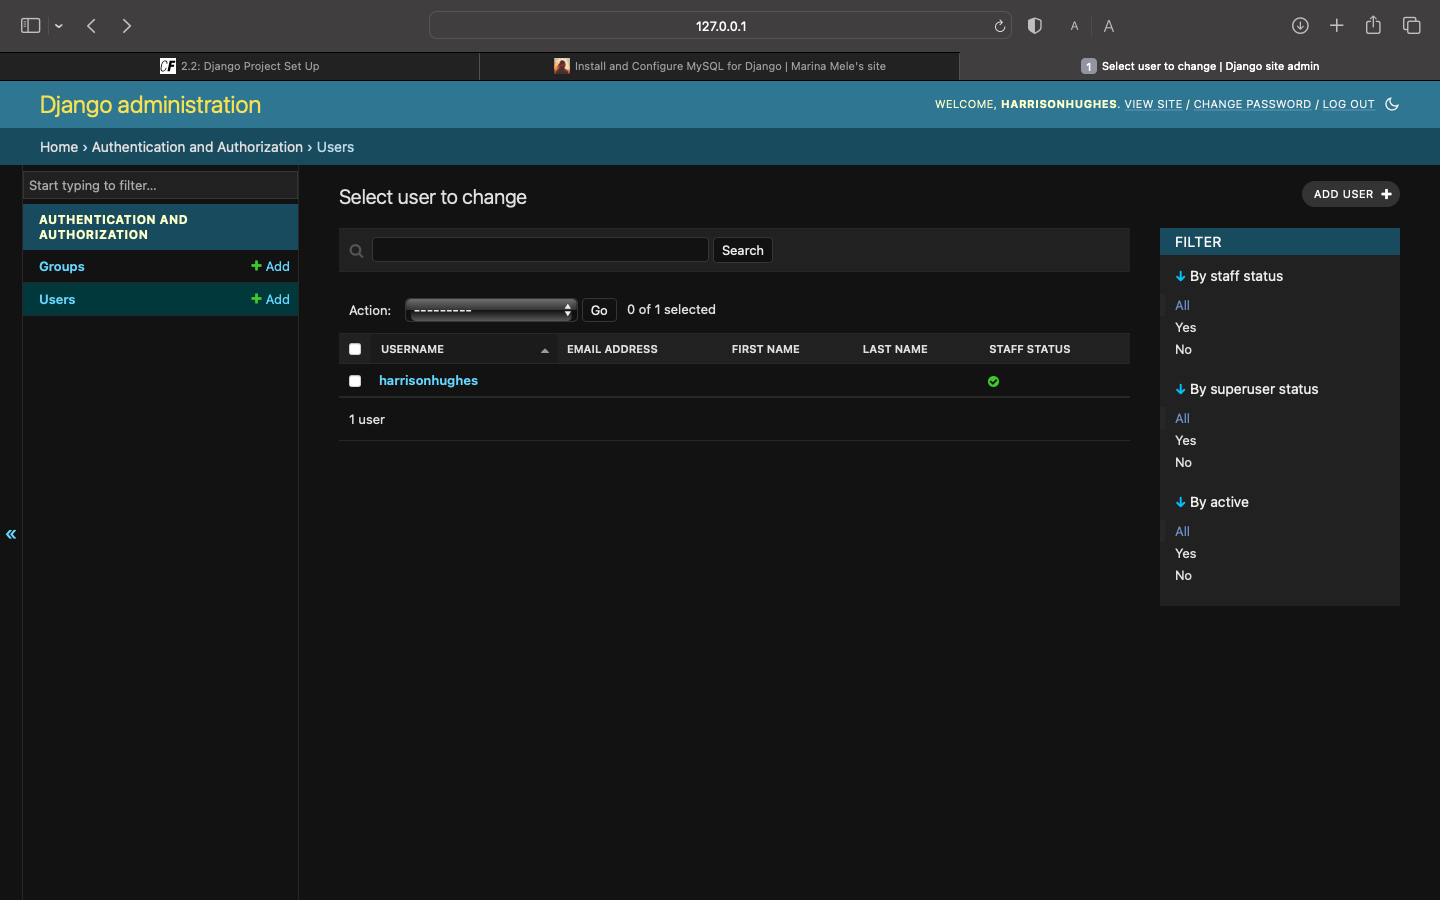 127.0.0.1
A A
CF 2.2: Django Project Set Up
Install and Configure MySQL for Django | Marina Mele's site
1 Select user to change | Django site admin
Django administration
WELCOME, HARRISONHUGHES. VIEW SITE / CHANGE PASSWORD / LOG OUT
Home › Authentication and Authorization › Users
Start typing to filter...
AUTHENTICATION AND
AUTHORIZATION
Groups + Add
Users + Add
«
Select user to change
ADD USER +
Search
Action: --------- Go 0 of 1 selected
USERNAME EMAIL ADDRESS FIRST NAME LAST NAME STAFF STATUS
harrisonhughes
1 user
FILTER
↓ By staff status
All
Yes
No
↓ By superuser status
All
Yes
No
↓ By active
All
Yes
No